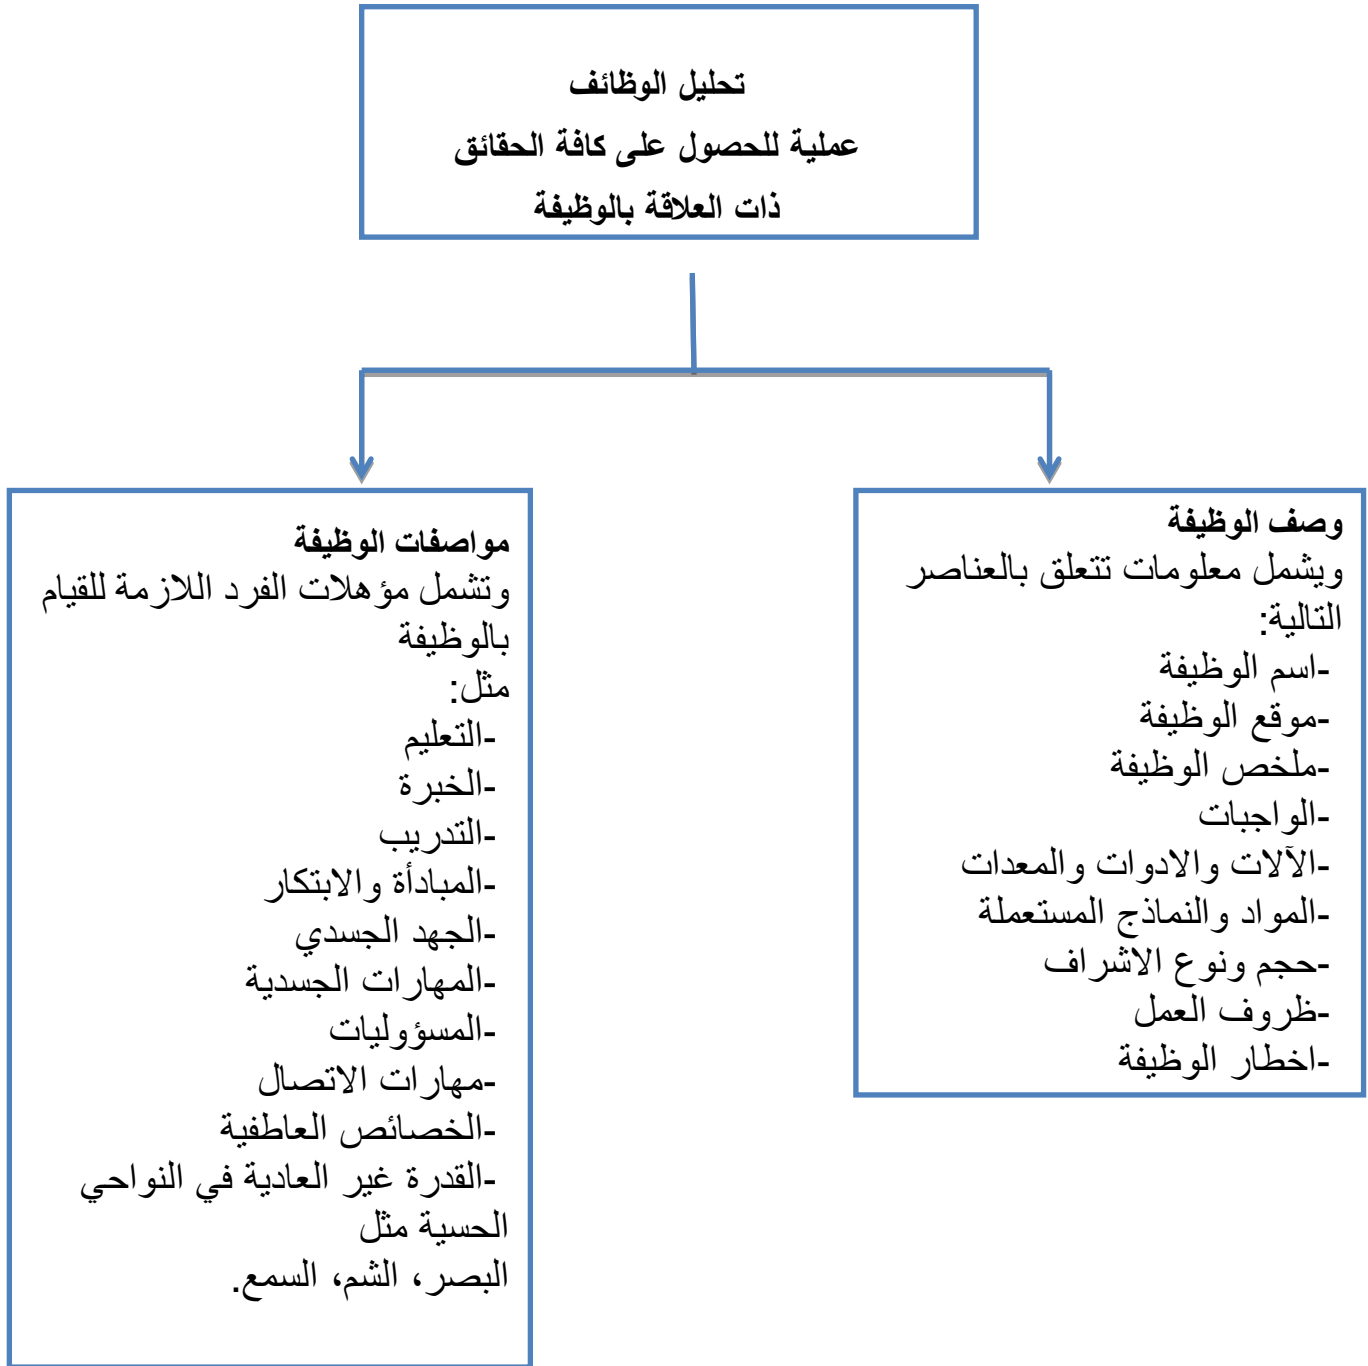 تحليل الوظائف
عملية للحصول على كافة الحقائق
ذات العلاقة بالوظيفة
وصف الوظيفة
ويشمل معلومات تتعلق بالعناصر
التالية:
-اسم الوظيفة
-موقع الوظيفة
-ملخص الوظيفة
-الواجبات
-الآلات والادوات والمعدات
-المواد والنماذج المستعملة
-حجم ونوع الاشراف
-ظروف العمل
-اخطار الوظيفة
مواصفات الوظيفة
وتشمل مؤهلات الفرد اللازمة للقيام
بالوظيفة
مثل:
-التعليم
-الخبرة
-التدريب
-المبادأة والابتكار
-الجهد الجسدي
-المهارات الجسدية
-المسؤوليات
-مهارات الاتصال
-الخصائص العاطفية
-القدرة غير العادية في النواحي
الحسية مثل
البصر، الشم، السمع.